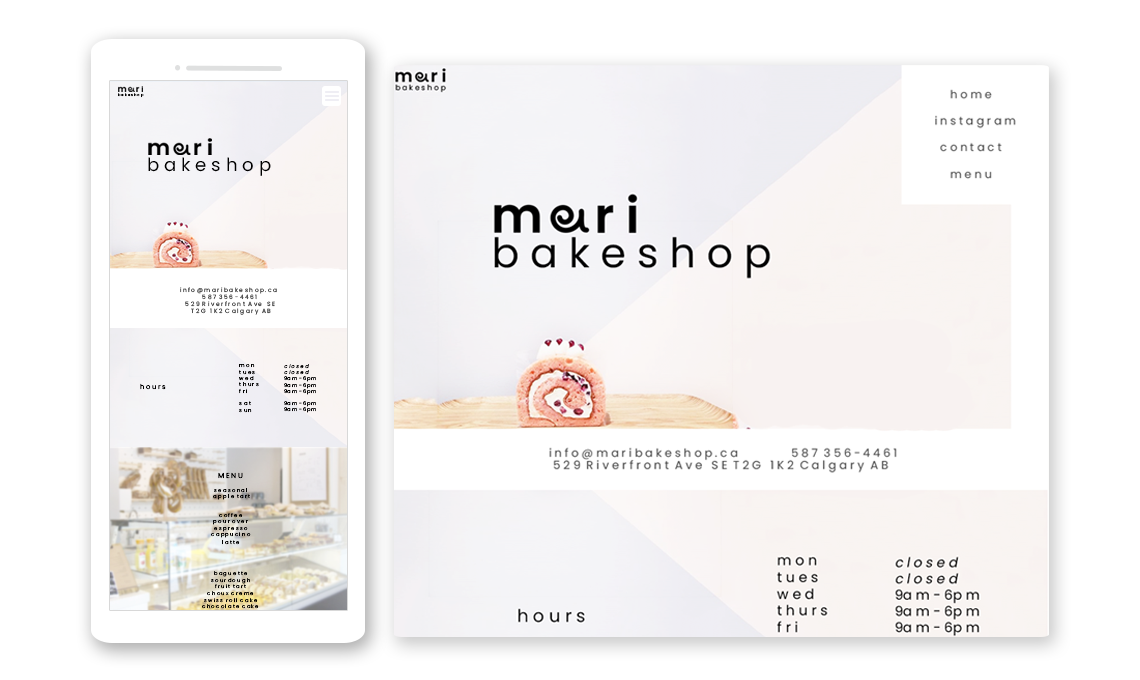 mari
bakeshop
mari
bakeshop
info@maribakeshop.ca
587 356-4461
529 Riverfront Ave SE
T2G 1K2 Calgary AB
hours
mon closed
tues closed
wed 9am-6pm
thurs 9am-6pm
fri 9am-6pm
sat 9am-6pm
sun 9am-6pm
MENU
seasonal
apple tart
coffee
pour over
espresso
cappucino
latte
baguette
sourdough
fruit tart
choux creme
swiss roll cake
chocolate cake
mari
bakeshop
home
instagram
contact
menu
mari
bakeshop
info@maribakeshop.ca 587 356-4461
529 Riverfront Ave SE T2G 1K2 Calgary AB
hours
mon closed
tues closed
wed 9am-6pm
thurs 9am-6pm
fri 9am-6pm